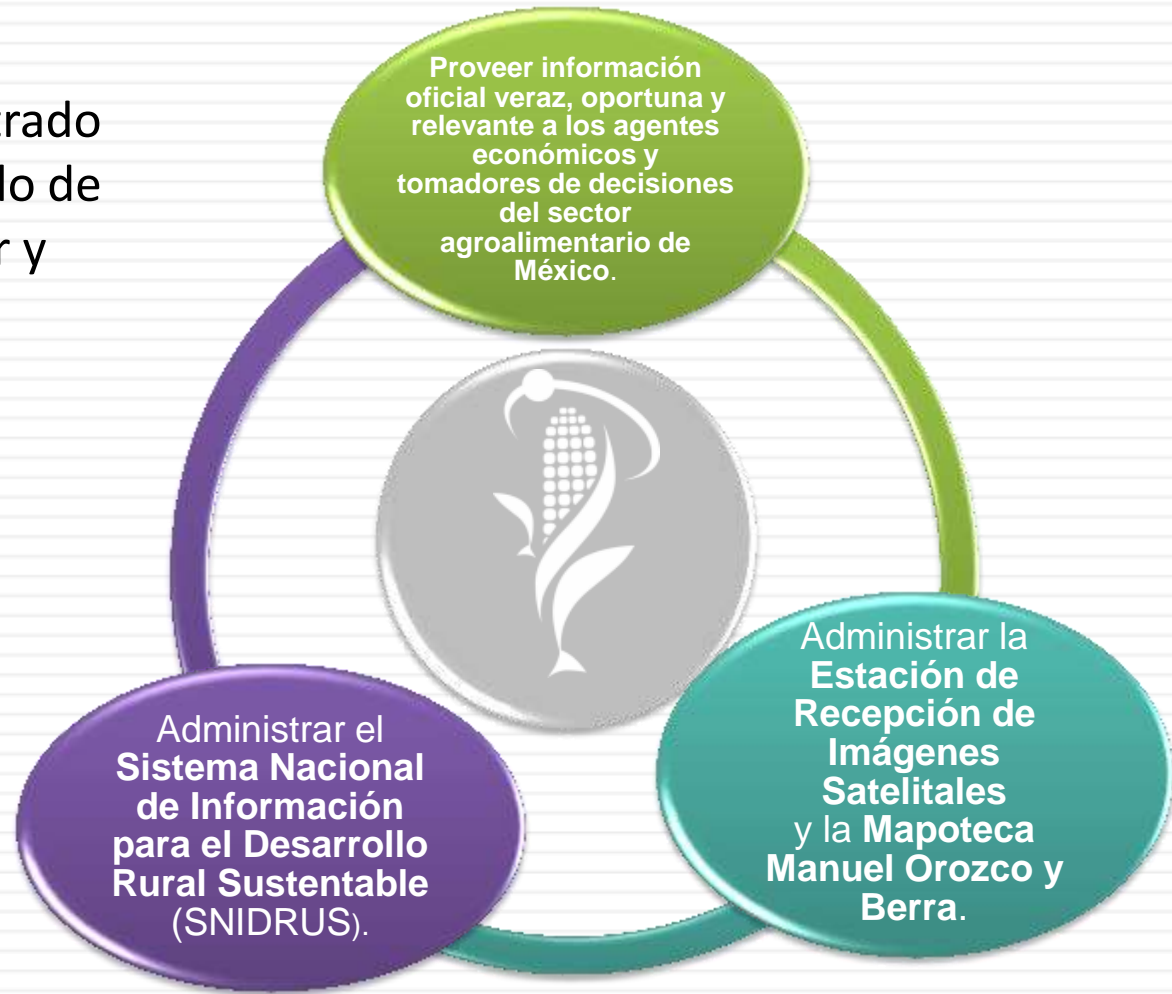 Proveer información
oficial veraz, oportuna y
relevante a los agentes
económicos y
tomadores de decisiones
del sector
agroalimentario de
México.
lo de
r y
Administrar la
Estación de
Recepción de
Imágenes
Satelitales
y la Mapoteca
Manuel Orozco y
Berra.
Administrar el
Sistema Nacional
de Información
para el Desarrollo
Rural Sustentable
(SNIDRUS).